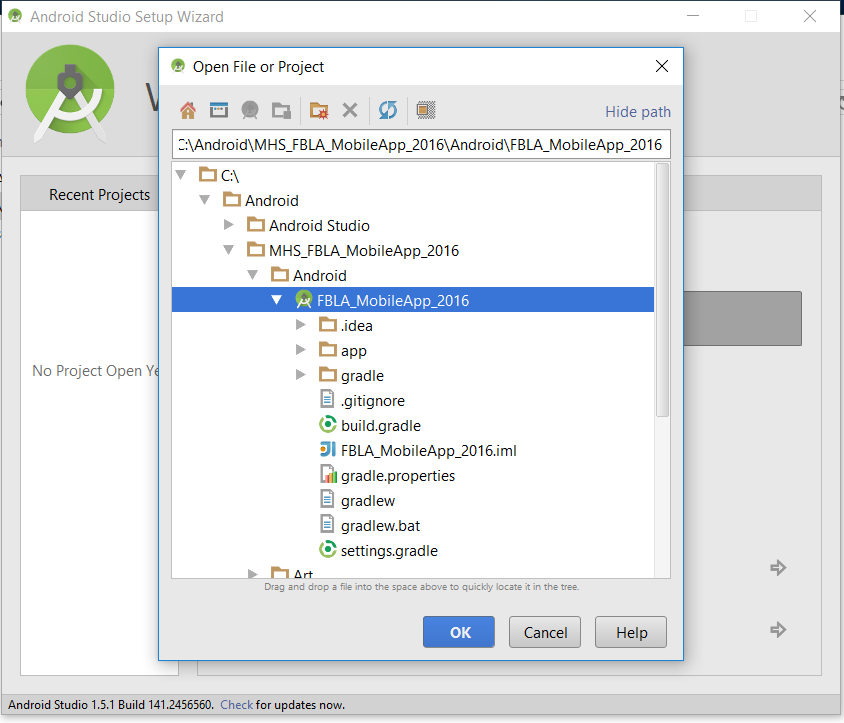 Android Studio Setup Wizard
Open File or Project
Hide path
C:\Android\MHS_FBLA_MobileApp_2016\Android\FBLA_MobileApp_2016
C:\
Android
Android Studio
MHS_FBLA_MobileApp_2016
Android
FBLA_MobileApp_2016
.idea
app
gradle
.gitignore
build.gradle
FBLA_MobileApp_2016.iml
gradle.properties
gradlew
gradlew.bat
settings.gradle
Art
Drag and drop a file into the space above to quickly locate it in the tree.
OK Cancel Help
Recent Projects
No Project Open Ye
Android Studio 1.5.1 Build 141.2456560. Check for updates now.